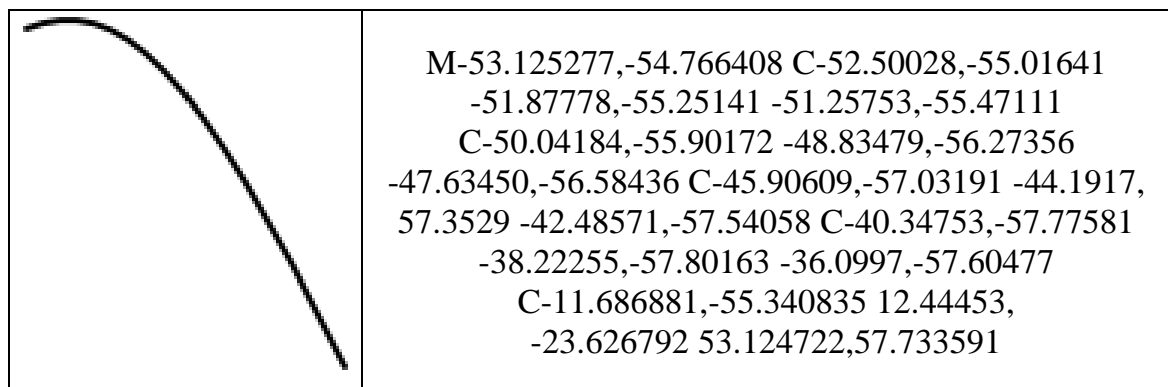 M-53.125277,-54.766408 C-52.50028,-55.01641
-51.87778,-55.25141 -51.25753,-55.47111
C-50.04184,-55.90172 -48.83479,-56.27356
-47.63450,-56.58436 C-45.90609,-57.03191 -44.1917,
57.3529 -42.48571,-57.54058 C-40.34753,-57.77581
-38.22255,-57.80163 -36.0997,-57.60477
C-11.686881,-55.340835 12.44453,
-23.626792 53.124722,57.733591